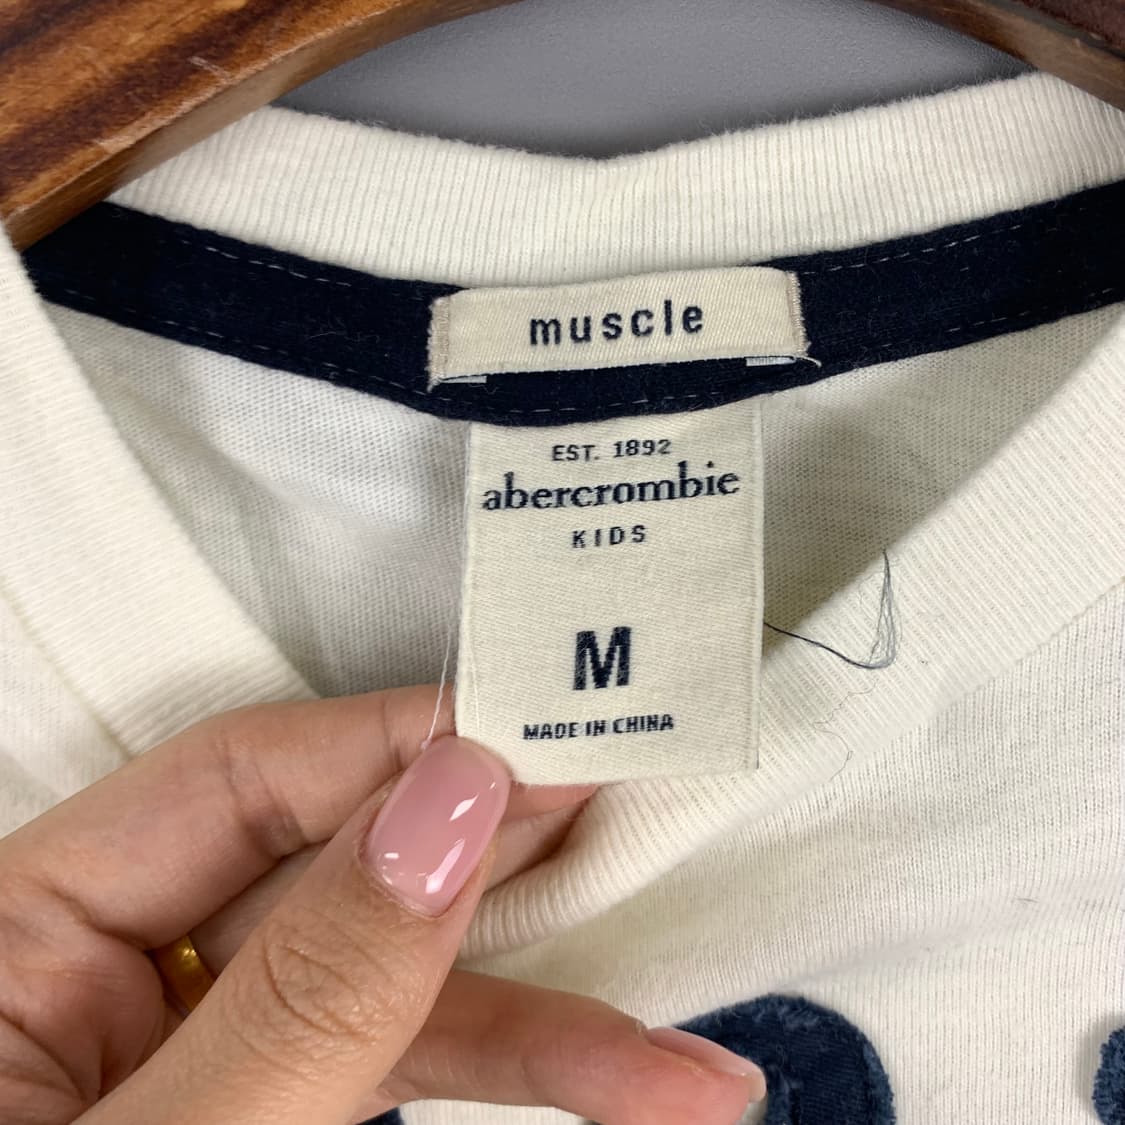 muscle
EST. 1892
abercrombie
KIDS
M
MADE IN CHINA